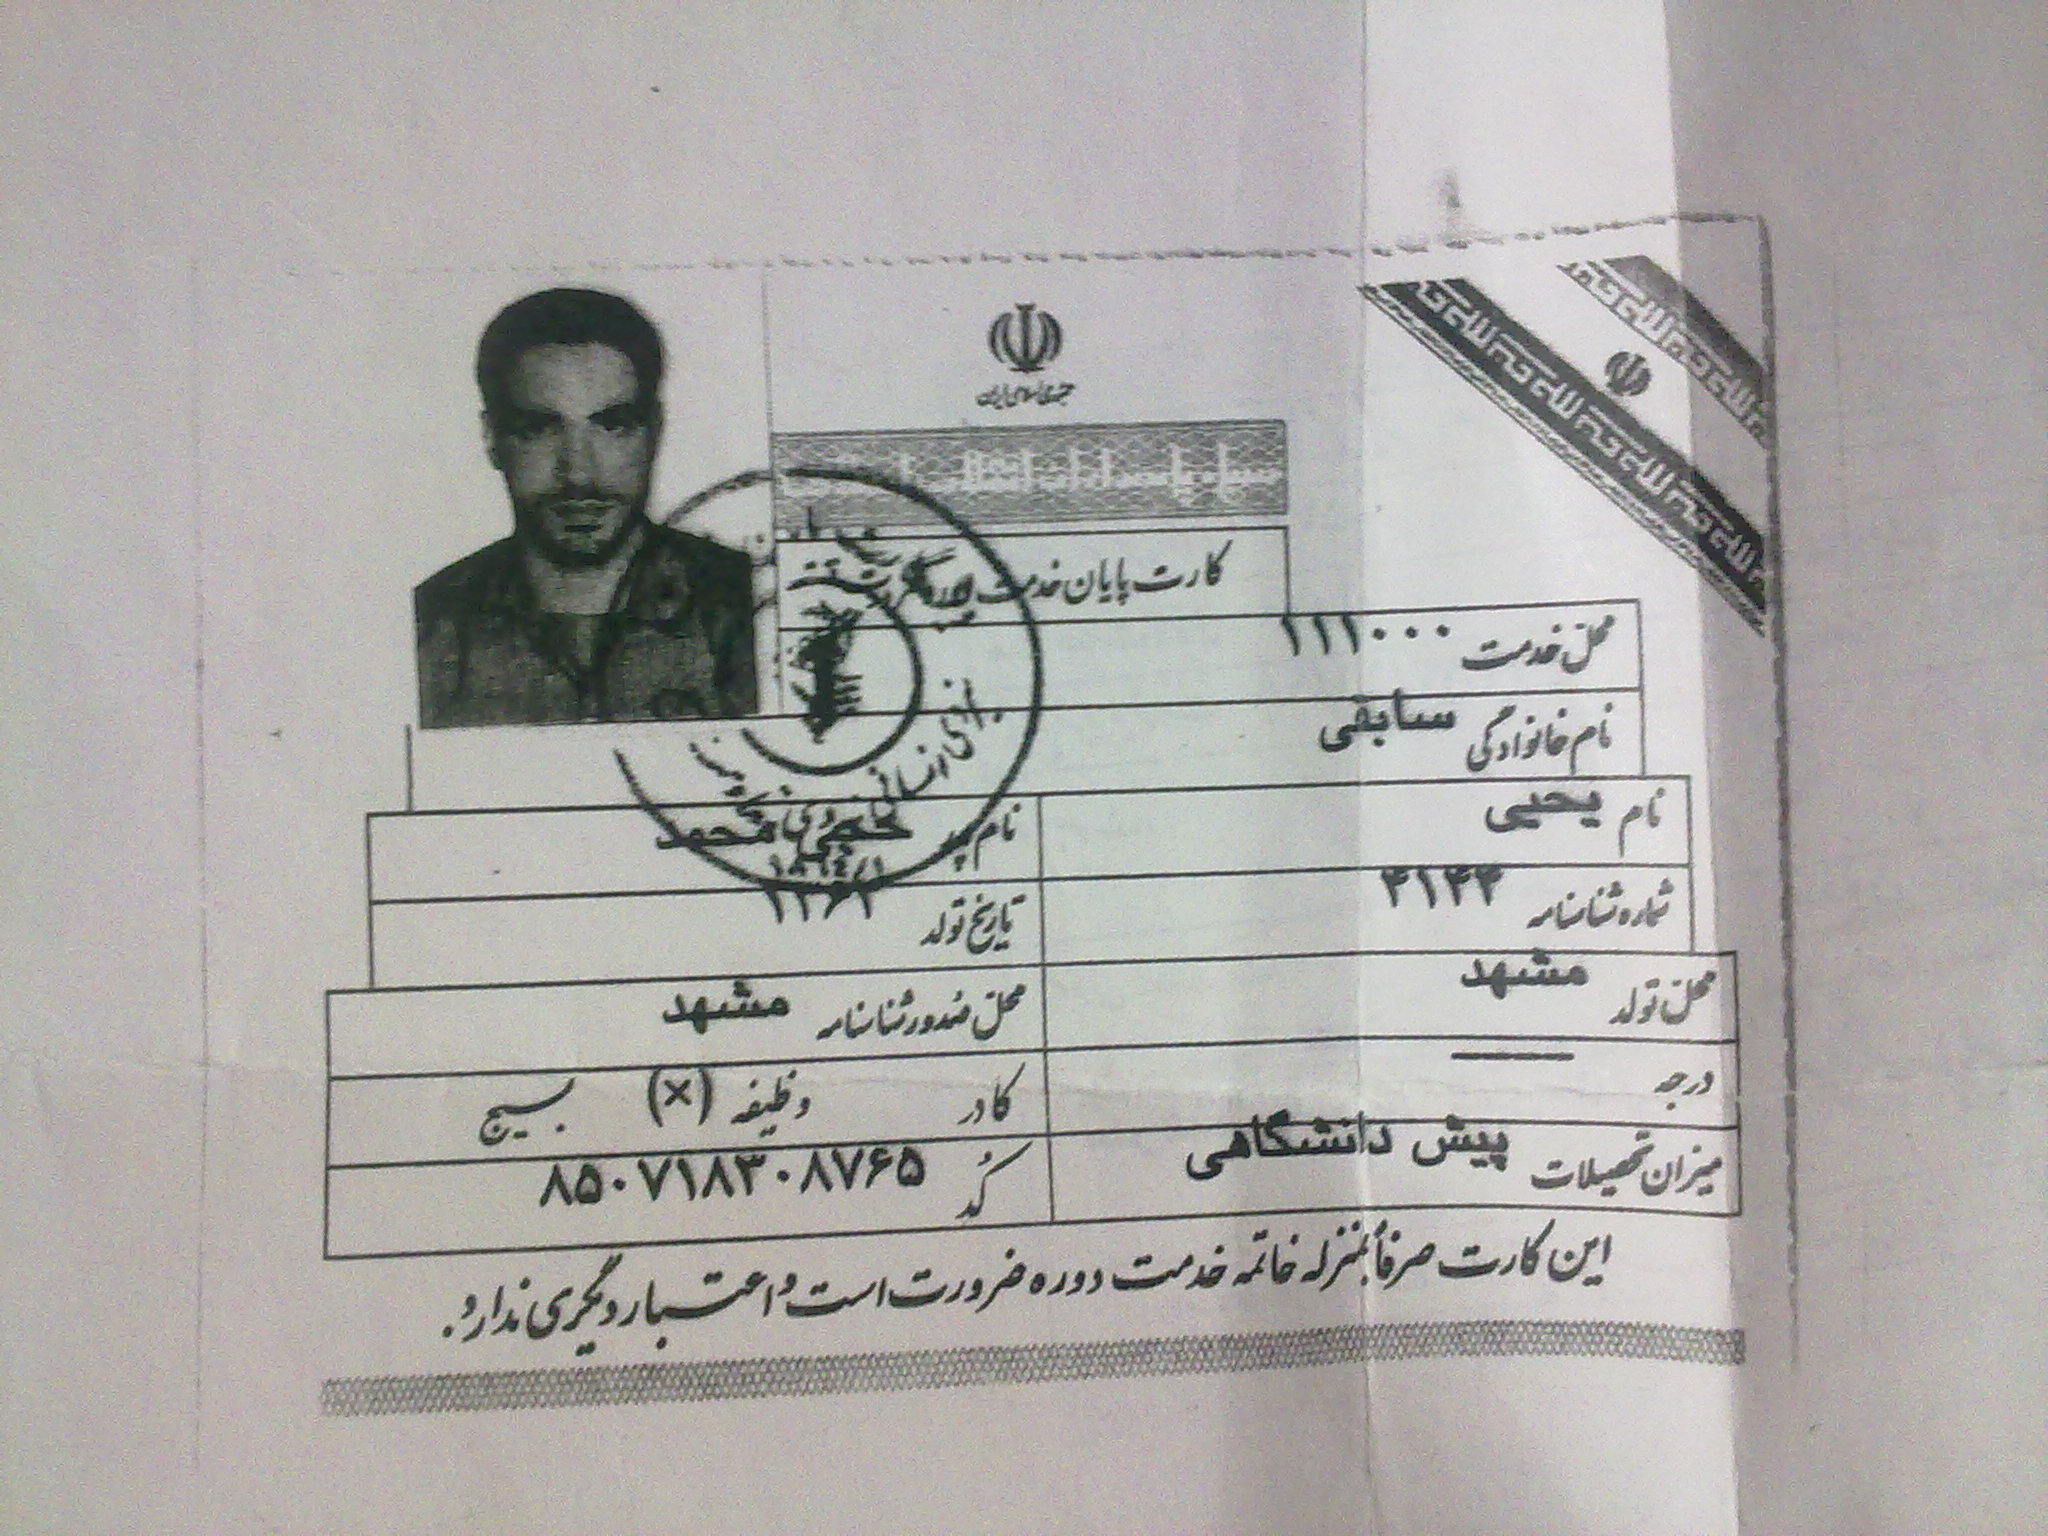 جمهوری اسلامی ایران
سپاه پاسداران انقلاب اسلامی
کارت پایان خدمت دوره ضرورت
محل خدمت ۱۱۱۰۰۰
نام خانوادگی سابقی
نام یحیی
نام پدر محمد
شماره شناسنامه ۴۱۴۴
تاریخ تولد
محل تولد مشهد
محل صدور شناسنامه مشهد
درجه
کادر وظیفه (×) بسیج
میزان تحصیلات پیش دانشگاهی
کد ۸۵۰۷۱۸۳۰۸۷۶۵
این کارت صرفاً بمنزله خاتمه خدمت دوره ضرورت است و اعتبار دیگری ندارد.